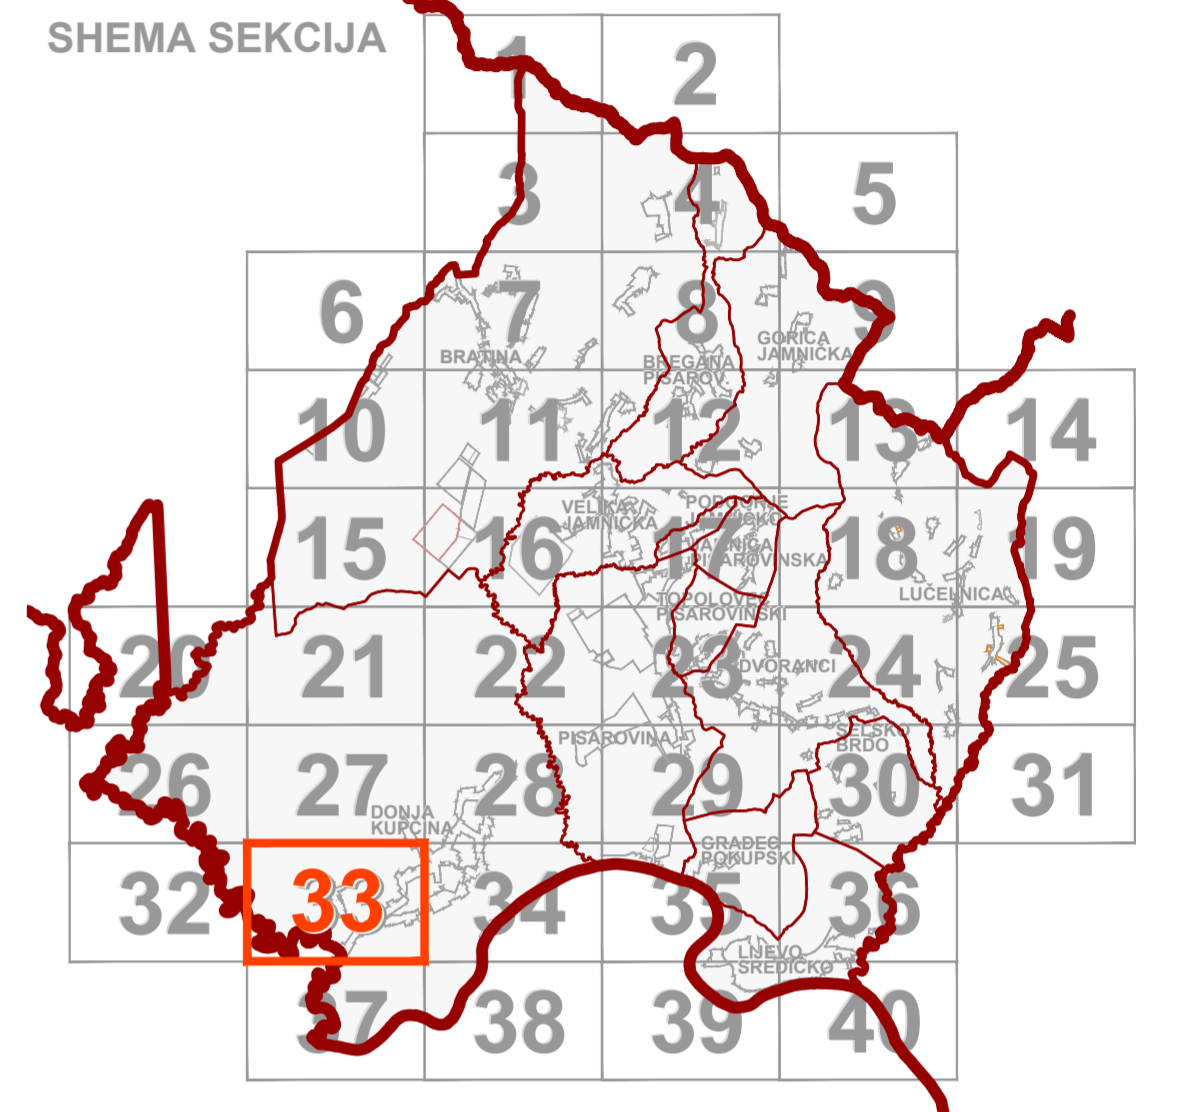 SHEMA SEKCIJA
1
2
3
4
5
6
7
8
9
GORICA
JAMNIČKA
BRATINA
BREGANA
PISAROV.
10
11
12
13
14
VELIKA
JAMNIČKA
PODGORJE
JAMNIČKO
JAMNICA
PISAROVINSKA
15
16
17
18
19
LUČELNICA
TOPOLOVEC
PISAROVINSKI
20
21
22
23
24
25
DVORANCI
PISAROVINA
SELSKO
BRDO
26
27
28
29
30
31
DONJA
KUPČINA
GRADEC
POKUPSKI
32
33
34
35
36
LIJEVO
SREDIČKO
37
38
39
40